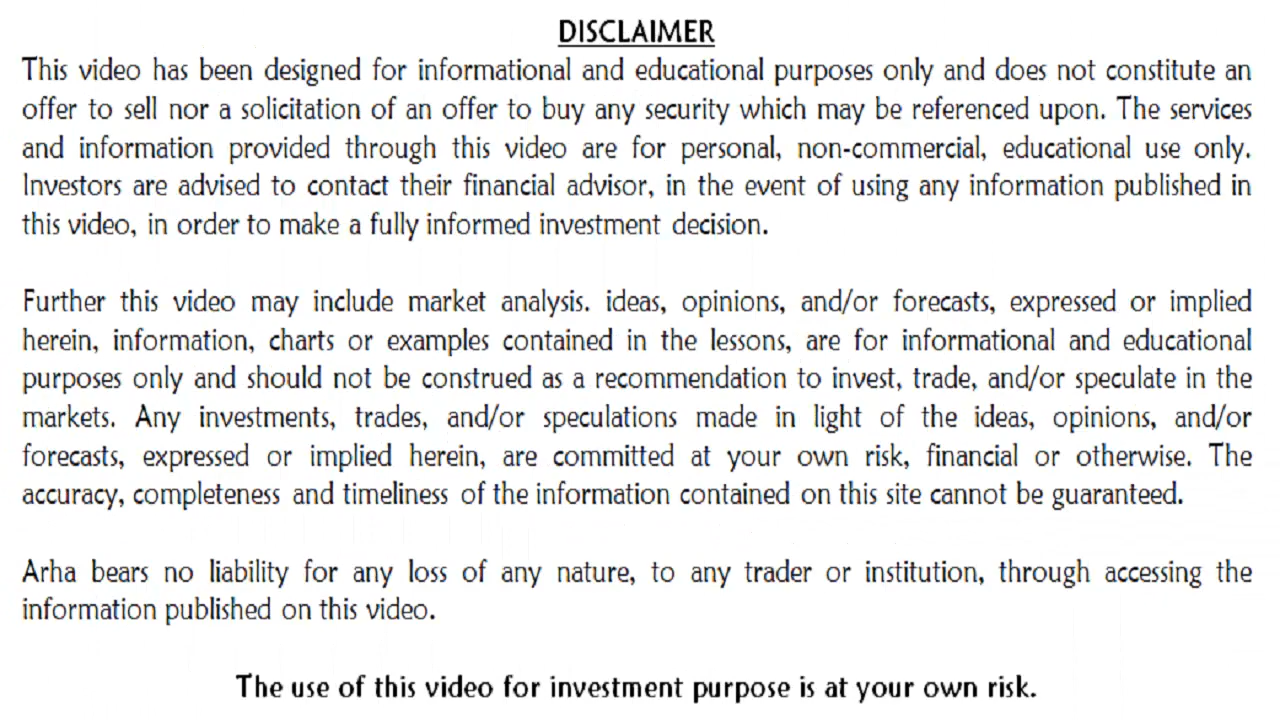 DISCLAIMER
This video has been designed for informational and educational purposes only and does not constitute an
offer to sell nor a solicitation of an offer to buy any security which may be referenced upon. The services
and information provided through this video are for personal, non-commercial, educational use only.
Investors are advised to contact their financial advisor, in the event of using any information published in
this video, in order to make a fully informed investment decision.
Further this video may include market analysis. ideas, opinions, and/or forecasts, expressed or implied
herein, information, charts or examples contained in the lessons, are for informational and educational
purposes only and should not be construed as a recommendation to invest, trade, and/or speculate in the
markets. Any investments, trades, and/or speculations made in light of the ideas, opinions, and/or
forecasts, expressed or implied herein, are committed at your own risk, financial or otherwise. The
accuracy, completeness and timeliness of the information contained on this site cannot be guaranteed.
Arha bears no liability for any loss of any nature, to any trader or institution, through accessing the
information published on this video.
The use of this video for investment purpose is at your own risk.